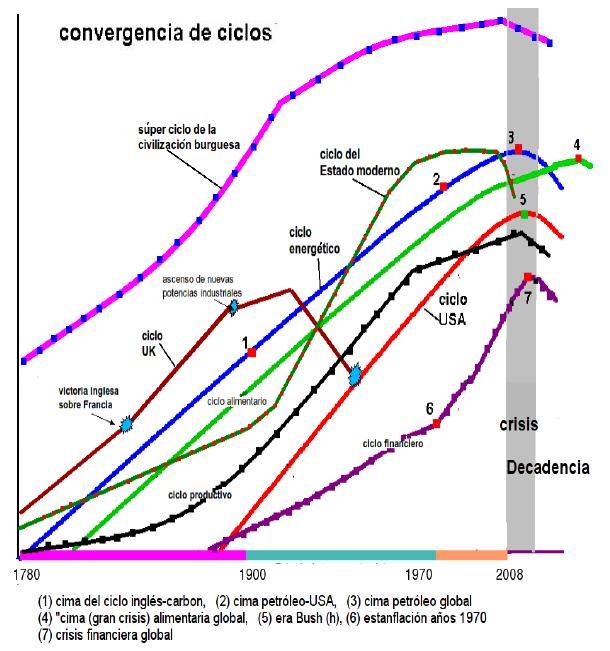 convergencia de ciclos
súper ciclo de la
civilización burguesa
ciclo del
Estado moderno
3
4
2
5
ciclo
energético
ascenso de nuevas
potencias industriales
ciclo
USA
7
ciclo
UK
1
victoria inglesa
sobre Francia
ciclo alimentario
6
crisis
ciclo financiero
Decadencia
ciclo productivo
1780
1900
1970
2008
(1) cima del ciclo inglés-carbon, (2) cima petróleo-USA, (3) cima petróleo global
(4) "cima (gran crisis) alimentaria global, (5) era Bush (h), (6) estanflación años 1970
(7) crisis financiera global